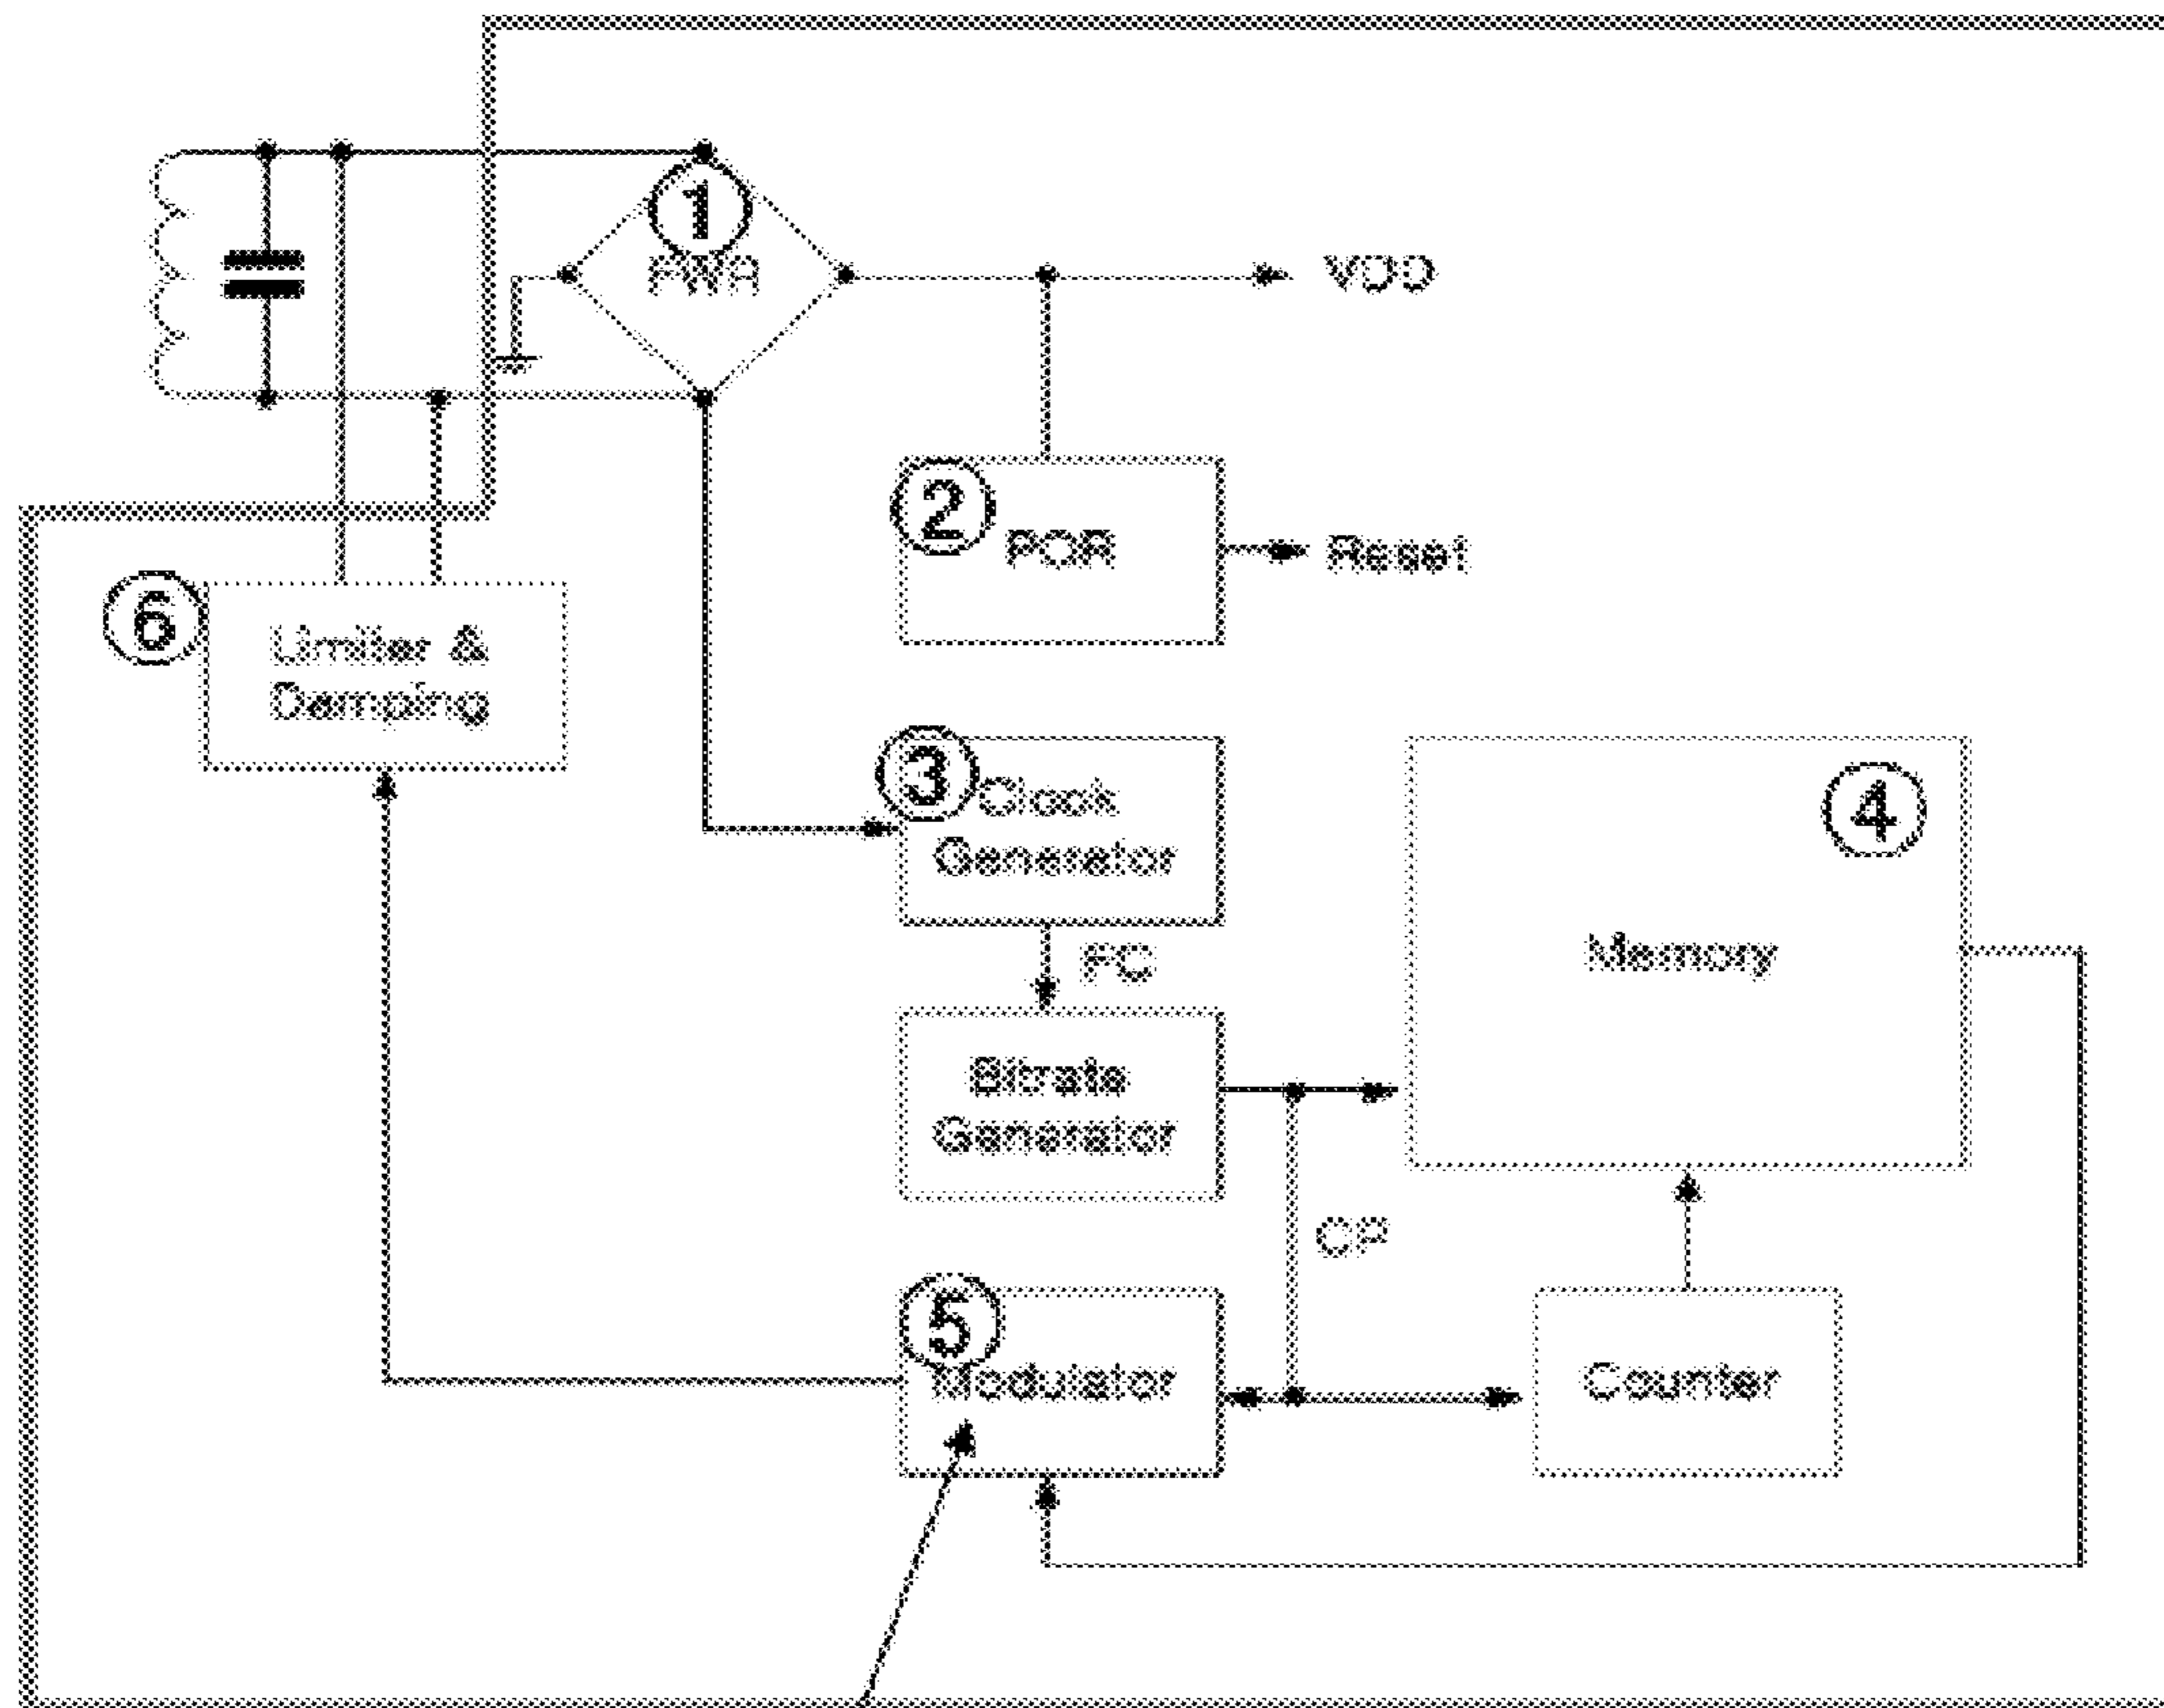 ①
FWR
VDD
②
POR
Reset
⑥
Limiter &
Damping
③
Clock
Generator
④
Memory
FC
Bitrate
Generator
CP
⑤
Modulator
Counter